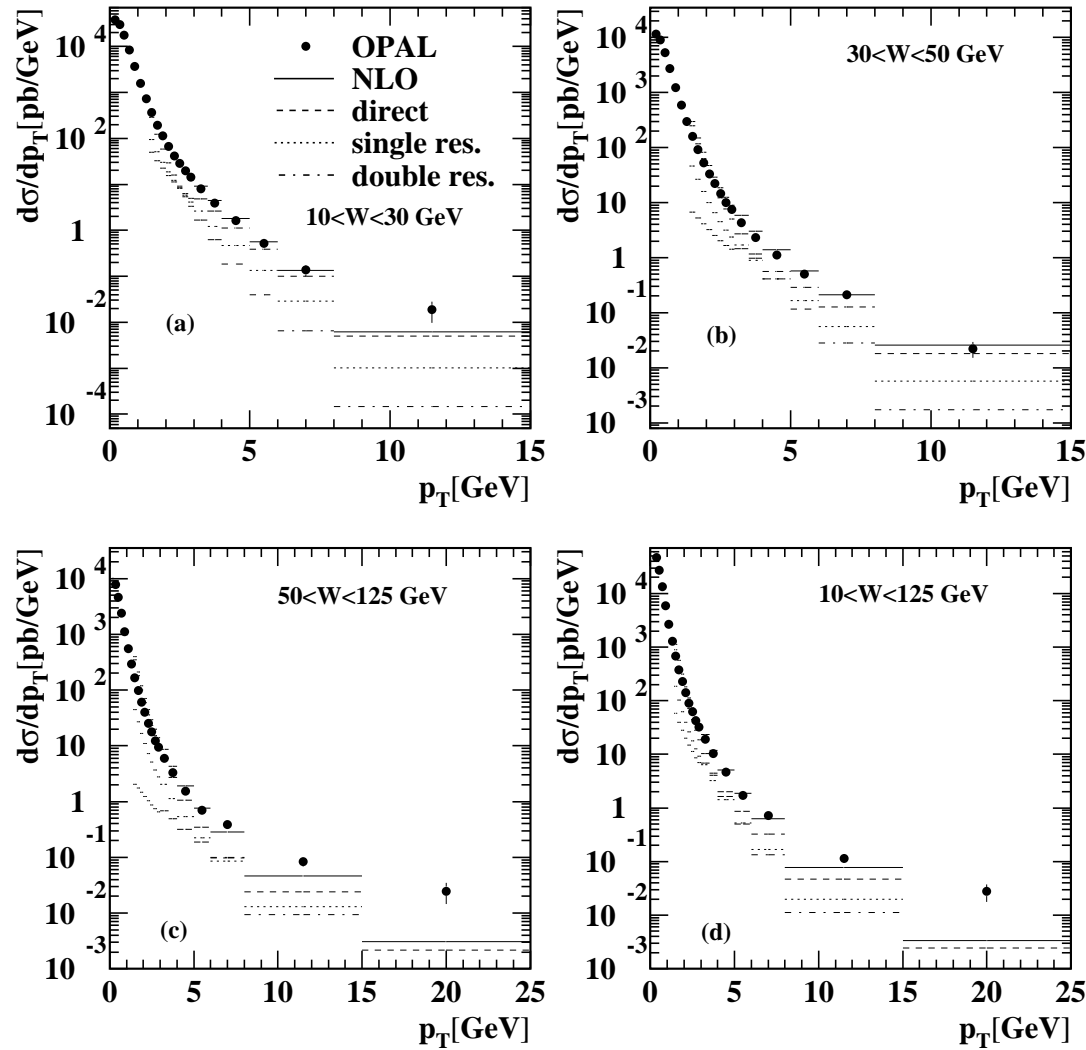 dσ/dp_T[pb/GeV]
10^4
10^2
1
10^-2
10^-4
OPAL
NLO
direct
single res.
double res.
10<W<30 GeV
(a)
0 5 10 15
p_T[GeV]
dσ/dp_T[pb/GeV]
10^4
10^3
10^2
10
1
10^-1
10^-2
10^-3
30<W<50 GeV
(b)
0 5 10 15
p_T[GeV]
dσ/dp_T[pb/GeV]
10^4
10^3
10^2
10
1
10^-1
10^-2
10^-3
50<W<125 GeV
(c)
0 5 10 15 20 25
p_T[GeV]
dσ/dp_T[pb/GeV]
10^4
10^3
10^2
10
1
10^-1
10^-2
10^-3
10<W<125 GeV
(d)
0 5 10 15 20 25
p_T[GeV]